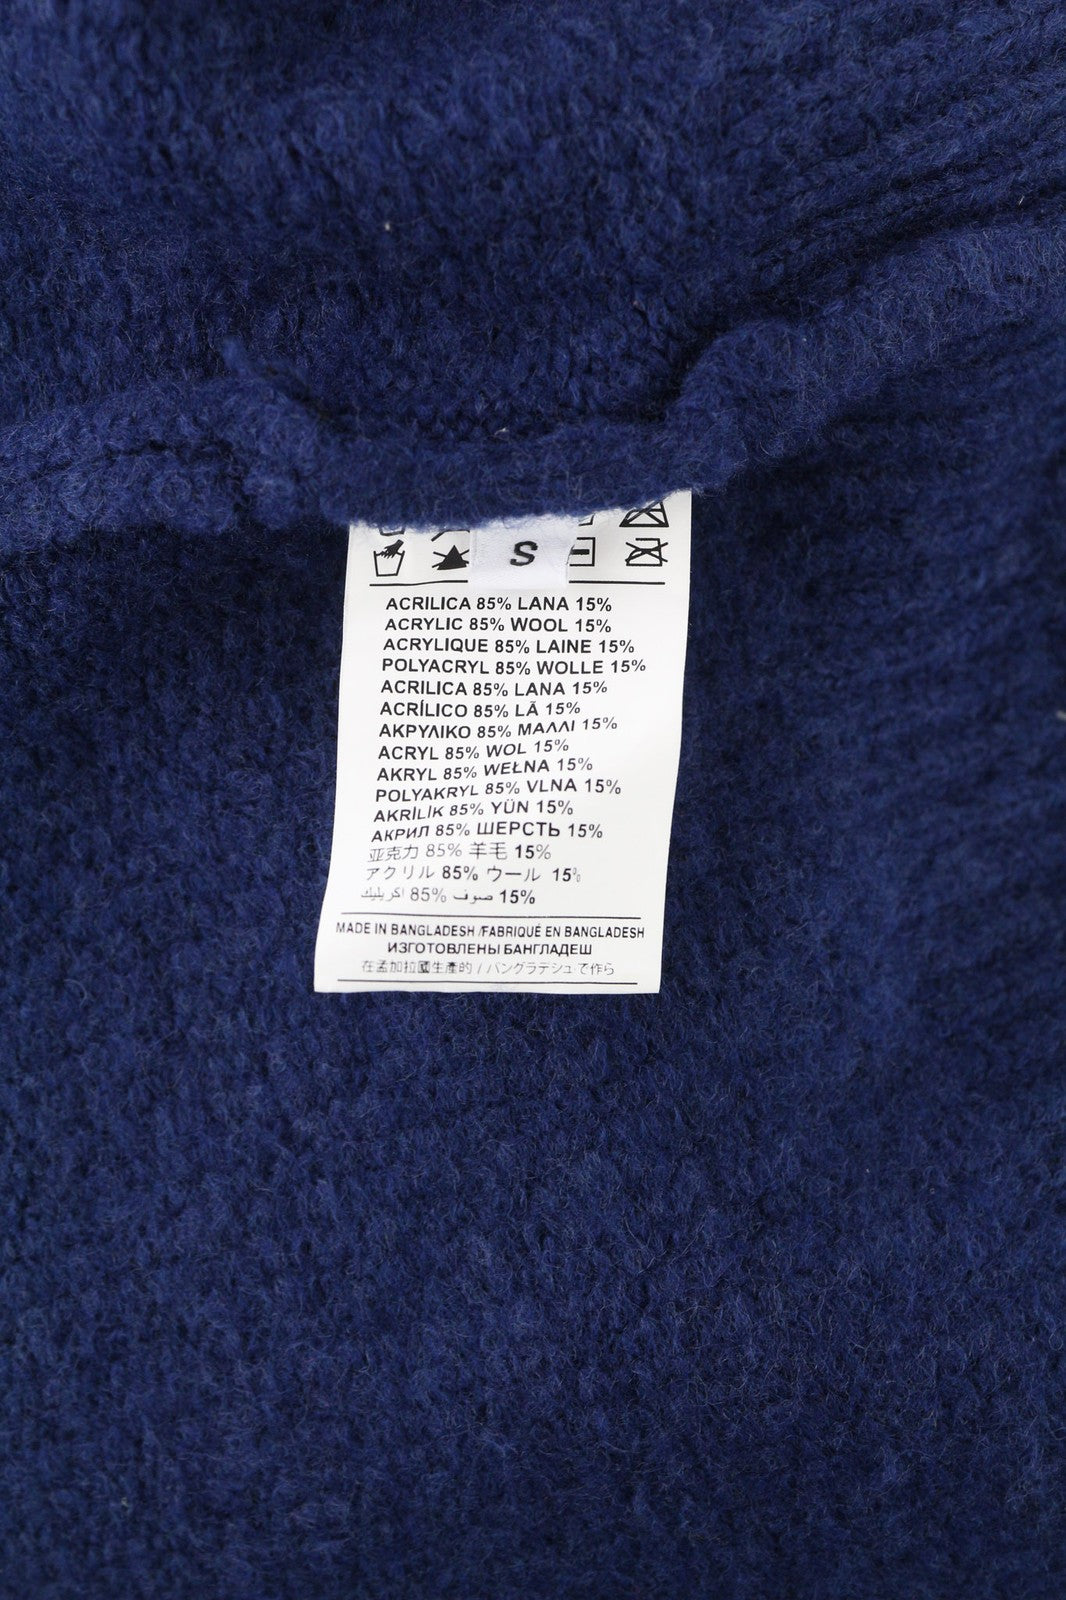 S
ACRILICA 85% LANA 15%
ACRYLIC 85% WOOL 15%
ACRYLIQUE 85% LAINE 15%
POLYACRYL 85% WOLLE 15%
ACRILICA 85% LANA 15%
ACRÍLICO 85% LÃ 15%
ΑΚΡΥΛΙΚΟ 85% ΜΑΛΛΙ 15%
ACRYL 85% WOL 15%
AKRYL 85% WEŁNA 15%
POLYAKRYL 85% VLNA 15%
AKRİLİK 85% YÜN 15%
АКРИЛ 85% ШЕРСТЬ 15%
亚克力 85% 羊毛 15%
アクリル 85% ウール 15%
اكريليك 85% صوف 15%
MADE IN BANGLADESH /FABRIQUÉ EN BANGLADESH
ИЗГОТОВЛЕНЫ БАНГЛАДЕШ
在孟加拉國生產的 / バングラデシュで作ら